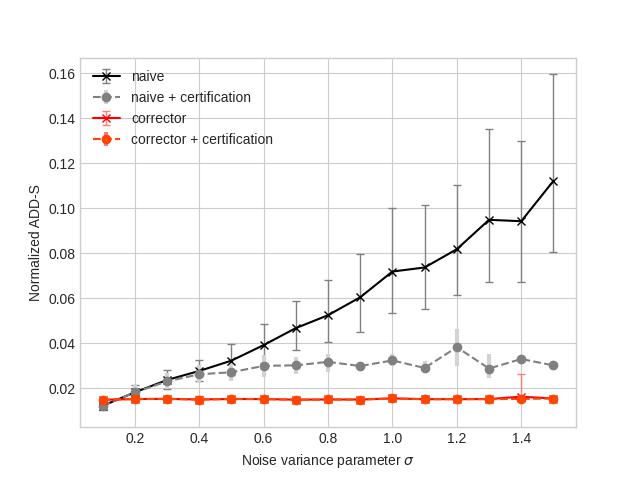 naive
naive + certification
corrector
corrector + certification
0.16
0.14
0.12
0.10
0.08
0.06
0.04
0.02
Normalized ADD-S
0.2 0.4 0.6 0.8 1.0 1.2 1.4
Noise variance parameter σ